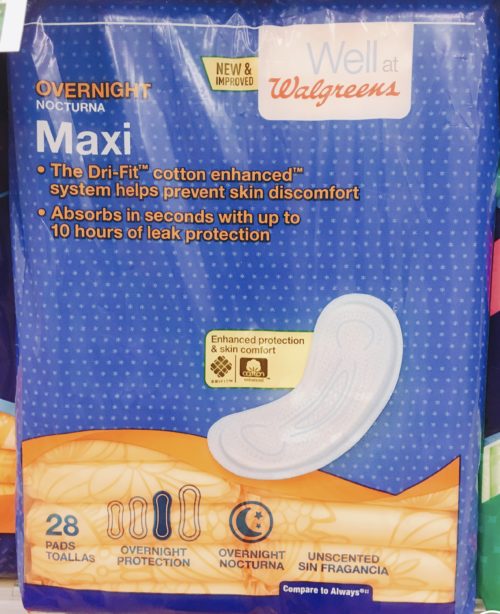 NEW &
IMPROVED
Well at
Walgreens
OVERNIGHT
NOCTURNA
Maxi
• The Dri-Fit™ cotton enhanced™
system helps prevent skin discomfort
• Absorbs in seconds with up to
10 hours of leak protection
Enhanced protection
& skin comfort
COTTON
enhanced
28
PADS
TOALLAS
OVERNIGHT
PROTECTION
OVERNIGHT
NOCTURNA
UNSCENTED
SIN FRAGANCIA
Compare to Always®